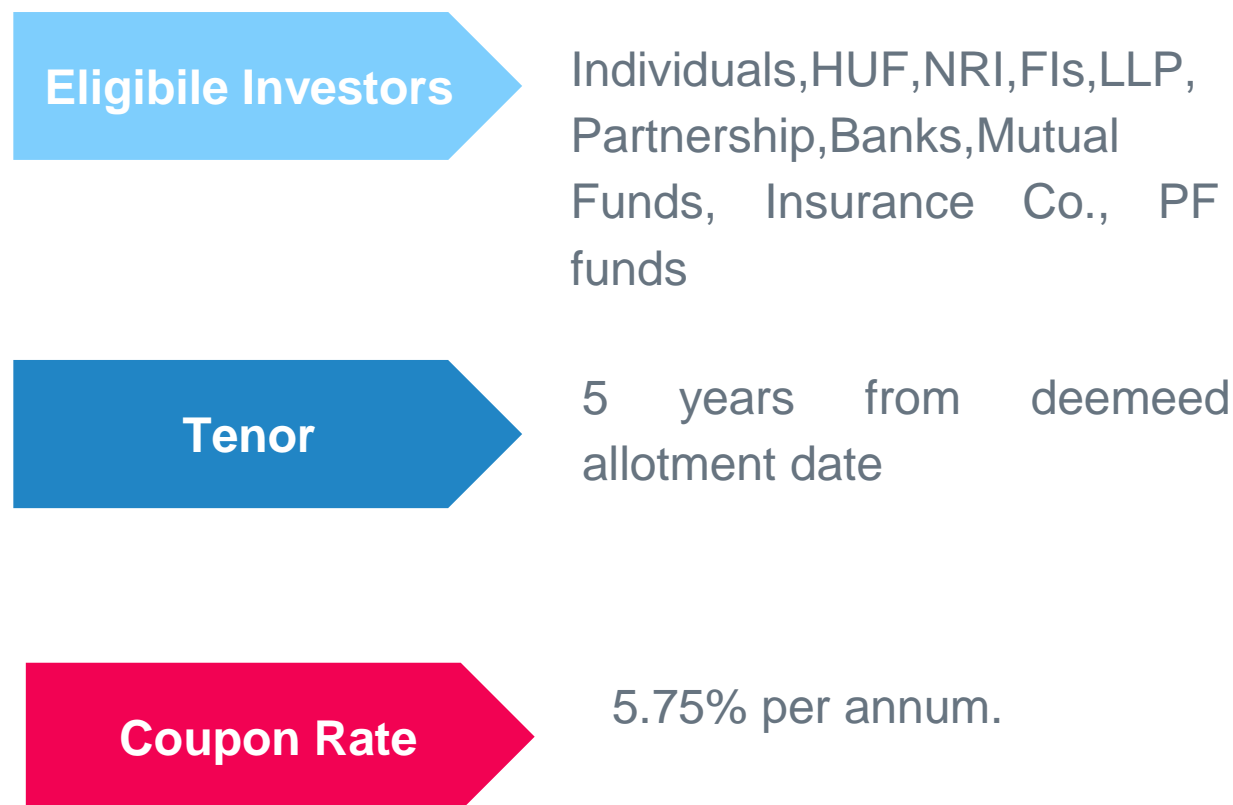 Eligibile Investors
Individuals,HUF,NRI,FIs,LLP,
Partnership,Banks,Mutual
Funds, Insurance Co., PF
funds
Tenor
5 years from deemeed
allotment date
Coupon Rate
5.75% per annum.